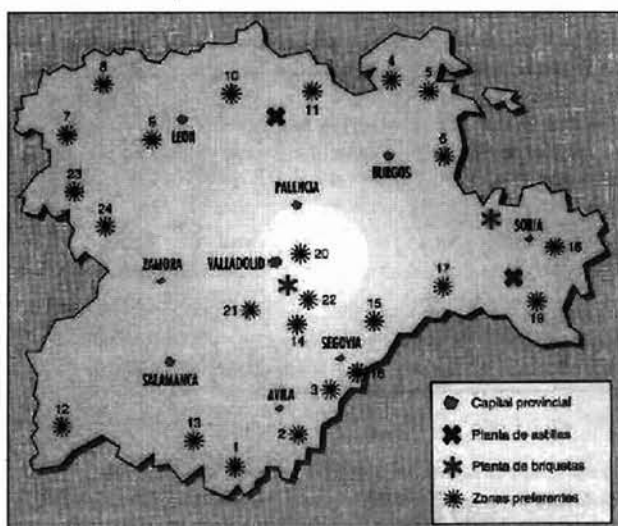 8
10
4
5
11
7
9
LEON
6
BURGOS
23
PALENCIA
24
SORIA
18
ZAMORA
VALLADOLID
20
17
22
21
19
14
15
SEGOVIA
SALAMANCA
16
3
AVILA
12
13
2
1
Capital provincial
Planta de astillas
Planta de briquetas
Zonas preferentes